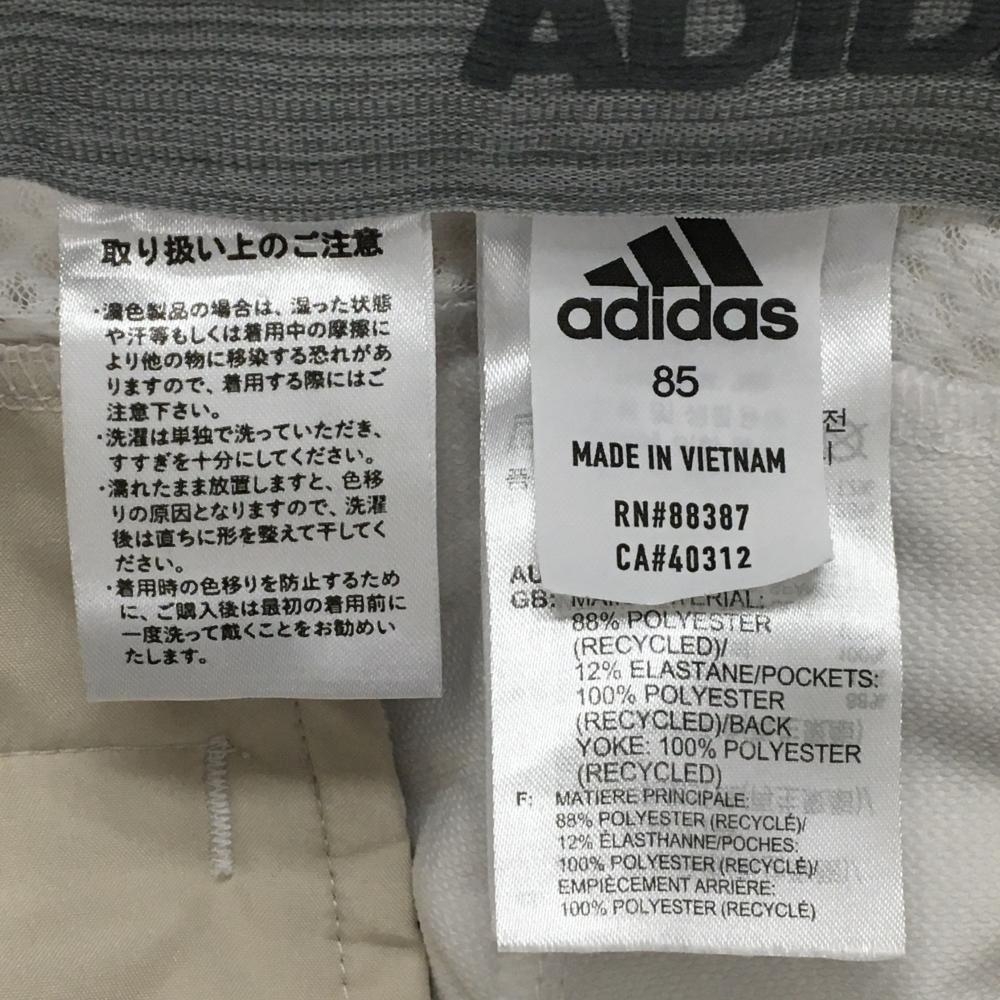 ADID
取り扱い上のご注意
・濃色製品の場合は、湿った状態
や汗等もしくは着用中の摩擦に
より他の物に移染する恐れがあ
りますので、着用する際にはご
注意下さい。
・洗濯は単独で洗っていただき、
すすぎを十分にしてください。
・濡れたまま放置しますと、色移
りの原因となりますので、洗濯
後は直ちに形を整えて干してく
ださい。
・着用時の色移りを防止するため
に、ご購入後は最初の着用前に
一度洗って戴くことをお勧めい
たします。
adidas
85
MADE IN VIETNAM
RN#88387
CA#40312
전
AU
GB: MAIN MATERIAL:
88% POLYESTER
(RECYCLED)/
12% ELASTANE/POCKETS:
100% POLYESTER
(RECYCLED)/BACK
YOKE: 100% POLYESTER
(RECYCLED)
F: MATIERE PRINCIPALE:
88% POLYESTER (RECYCLÉ)/
12% ÉLASTHANNE/POCHES:
100% POLYESTER (RECYCLÉ)/
EMPIÈCEMENT ARRIÈRE:
100% POLYESTER (RECYCLÉ)